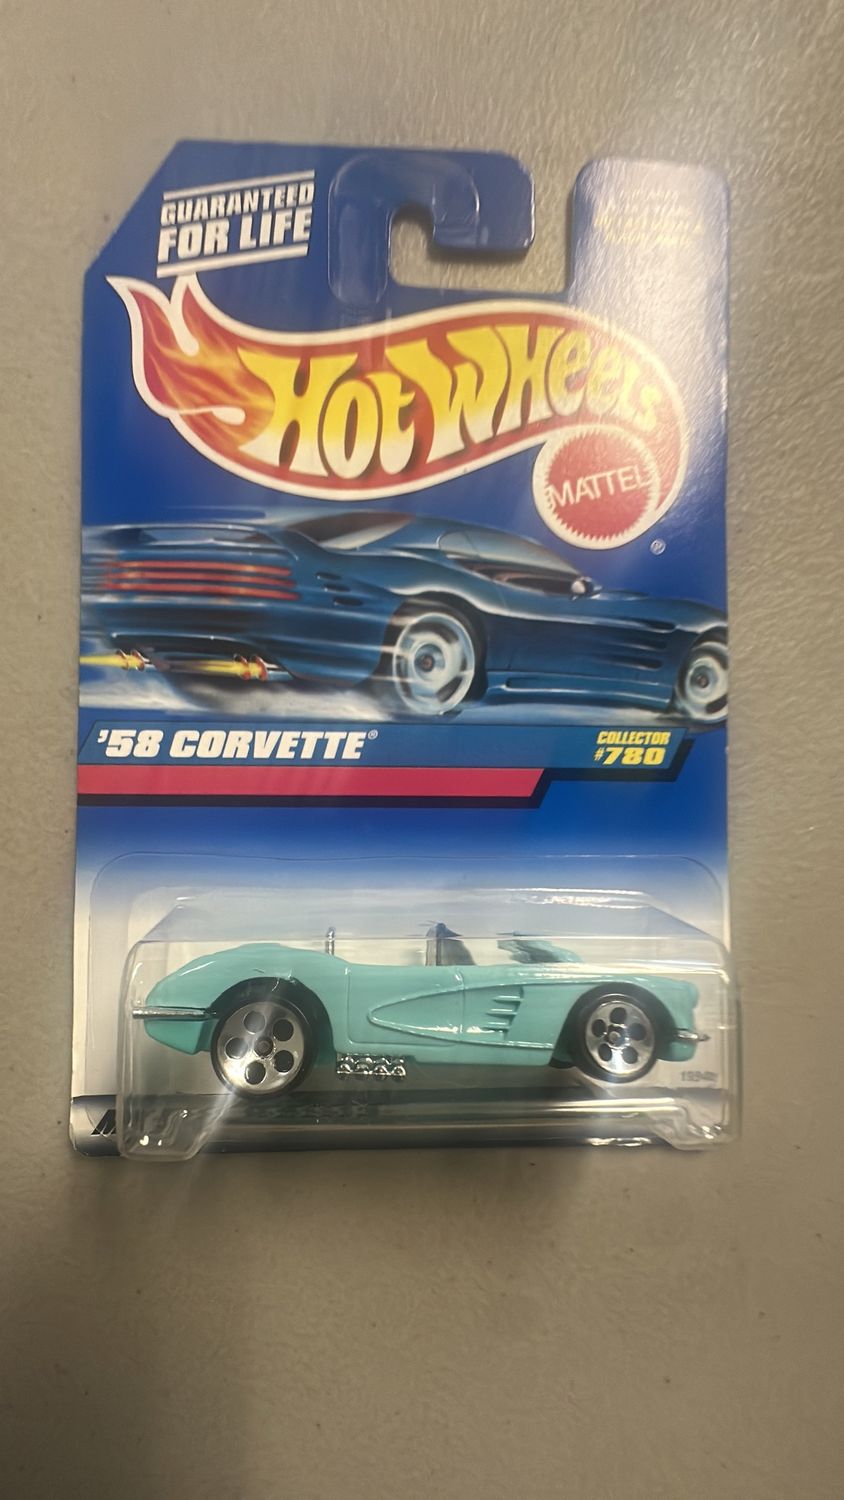 GUARANTEED
FOR LIFE
HOT WHEELS
MATTEL
®
'58 CORVETTE®
COLLECTOR
#780